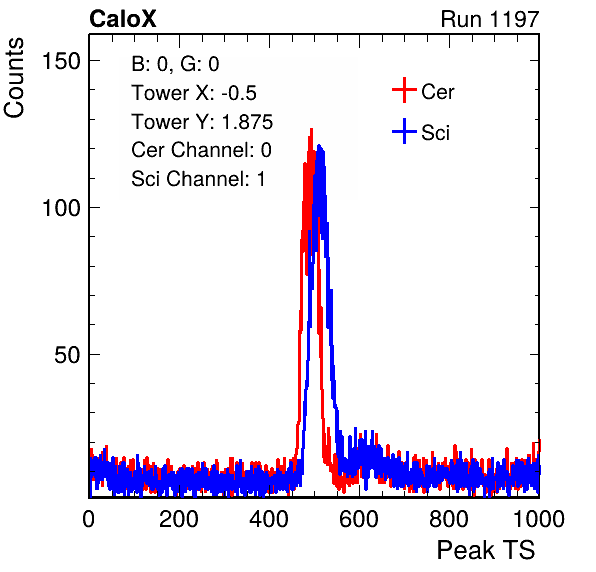 CaloX Run 1197
Counts
B: 0, G: 0
Tower X: -0.5
Tower Y: 1.875
Cer Channel: 0
Sci Channel: 1
Cer
Sci
150
100
50
0 200 400 600 800 1000
Peak TS